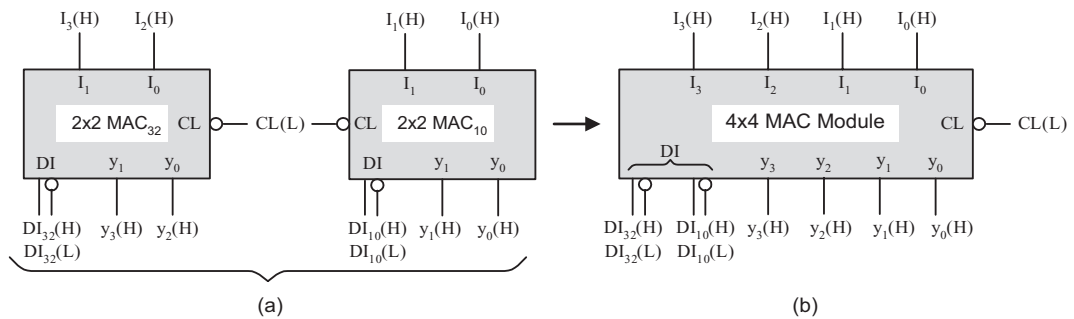 I₃(H) I₂(H) I₁(H) I₀(H) I₃(H) I₂(H) I₁(H) I₀(H)
I₁ I₀ I₁ I₀ I₃ I₂ I₁ I₀
2x2 MAC₃₂ CL CL(L) CL 2x2 MAC₁₀ 4x4 MAC Module CL CL(L)
DI y₁ y₀ DI y₁ y₀ DI y₃ y₂ y₁ y₀
DI₃₂(H) y₃(H) y₂(H) DI₁₀(H) y₁(H) y₀(H) DI₃₂(H) DI₁₀(H) y₃(H) y₂(H) y₁(H) y₀(H)
DI₃₂(L) DI₁₀(L) DI₃₂(L) DI₁₀(L)
(a) (b)